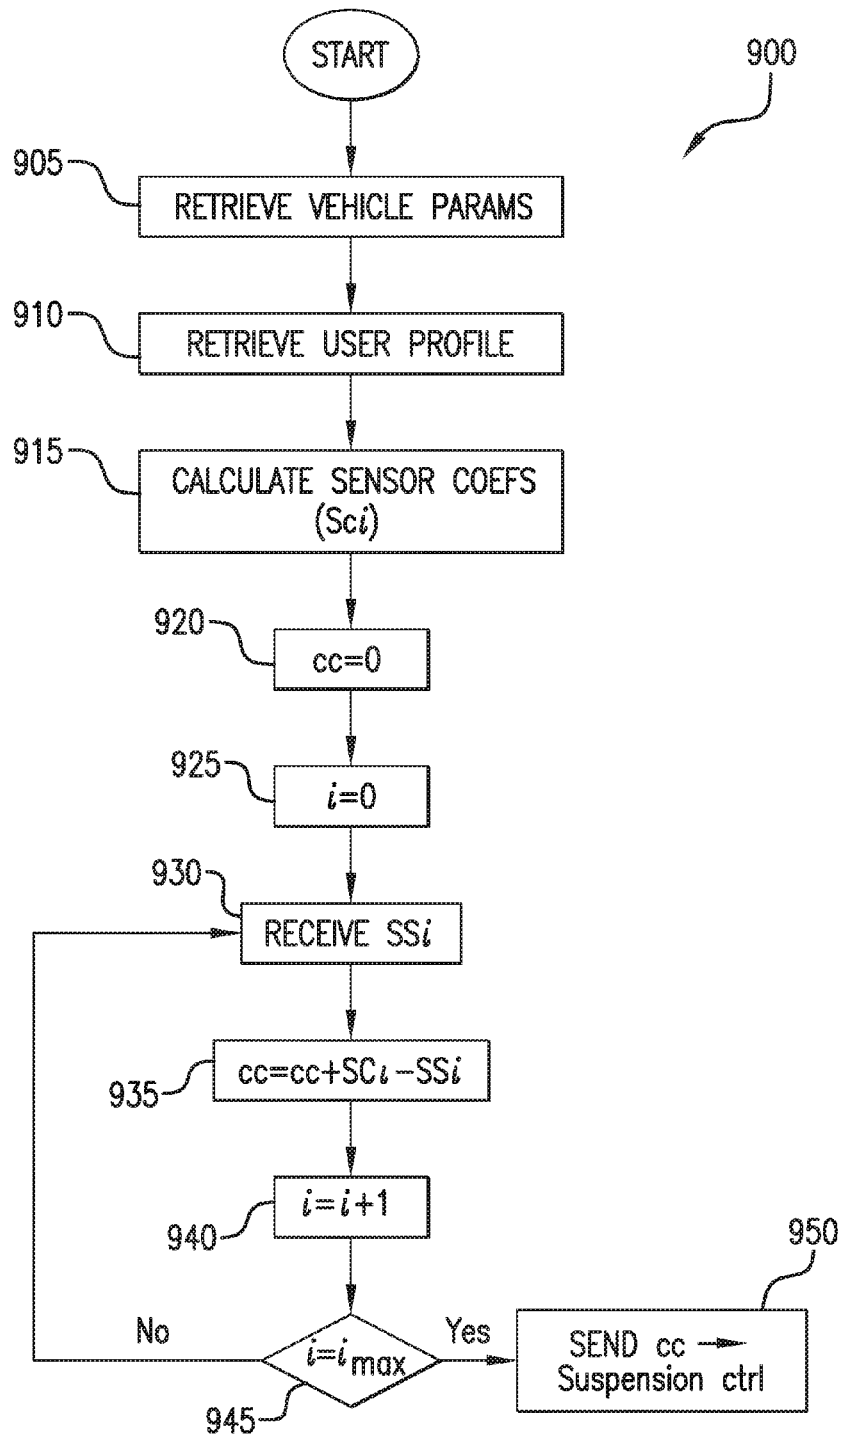 START
900
905
RETRIEVE VEHICLE PARAMS
910
RETRIEVE USER PROFILE
915
CALCULATE SENSOR COEFS
(Sci)
920
cc=0
925
i=0
930
RECEIVE SSi
cc=cc+SCi-SSi
935
i=i+1
940
950
No
i=imax
Yes
945
SEND cc →
Suspension ctrl